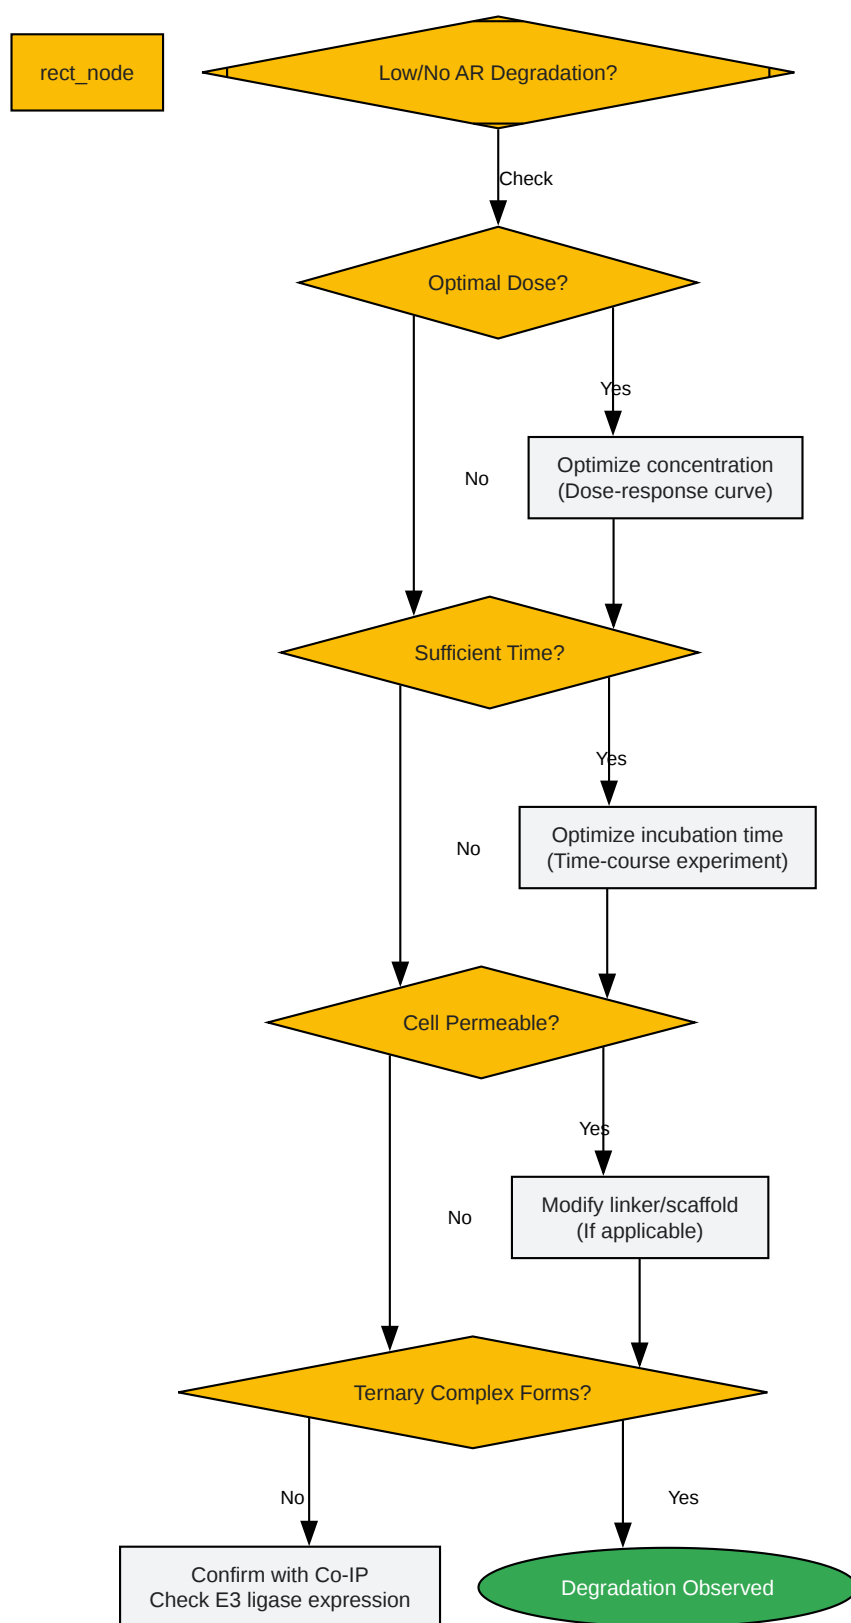 rect_node
Low/No AR Degradation?
Check
Optimal Dose?
Yes
No
Optimize concentration
(Dose-response curve)
Sufficient Time?
Yes
No
Optimize incubation time
(Time-course experiment)
Cell Permeable?
Yes
No
Modify linker/scaffold
(If applicable)
Ternary Complex Forms?
No
Yes
Confirm with Co-IP
Check E3 ligase expression
Degradation Observed